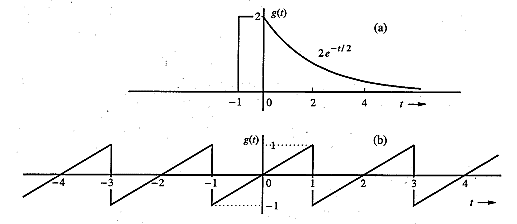 2 g(t) (a)
2e^{-t/2}
-1 0 2 4 t →
g(t) 1 (b)
-4 -3 -2 -1 0 1 2 3 4
-1 t →